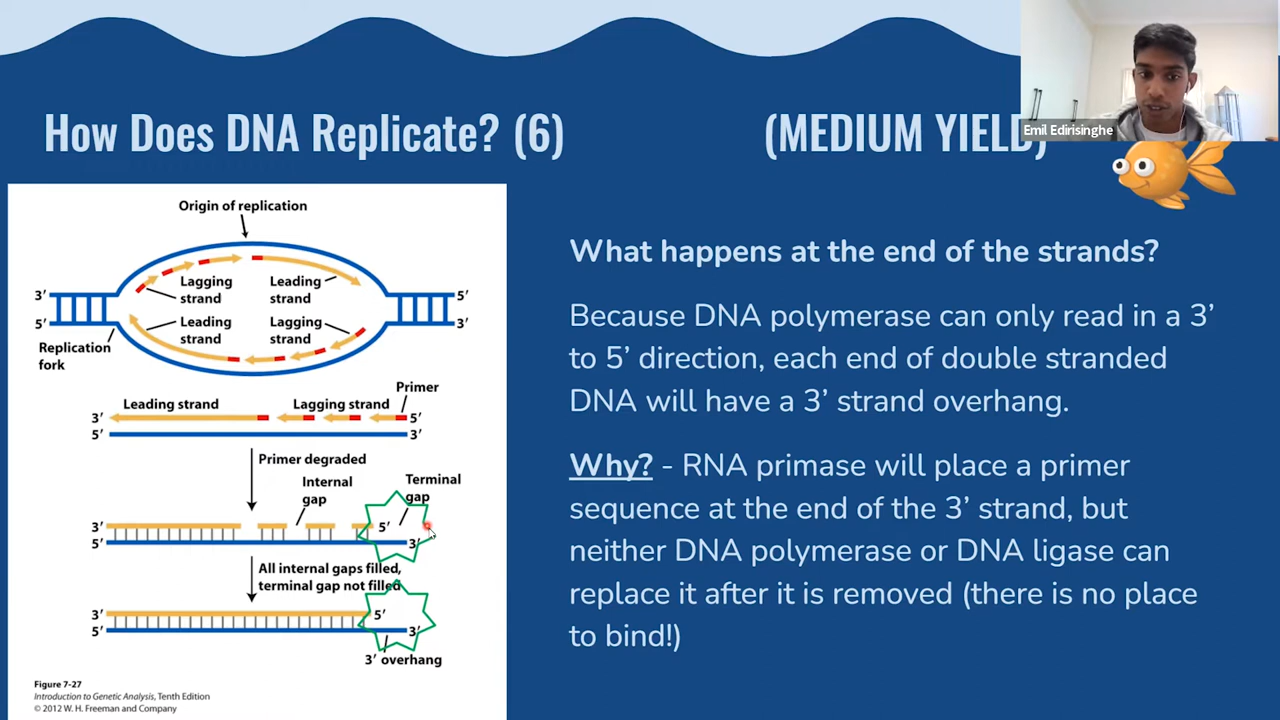 How Does DNA Replicate? (6)
(MEDIUM YIELD)
Emil Edirisinghe
Origin of replication
Lagging
strand
Leading
strand
3′
5′
5′
3′
Leading
strand
Lagging
strand
Replication
fork
Primer
Leading strand
Lagging strand
3′
5′
5′
3′
Primer degraded
Internal
gap
Terminal
gap
3′
5′
5′
3′
All internal gaps filled,
terminal gap not filled
3′
5′
5′
3′
3′ overhang
Figure 7-27
Introduction to Genetic Analysis, Tenth Edition
© 2012 W. H. Freeman and Company
What happens at the end of the strands?
Because DNA polymerase can only read in a 3’
to 5’ direction, each end of double stranded
DNA will have a 3’ strand overhang.
Why? - RNA primase will place a primer
sequence at the end of the 3’ strand, but
neither DNA polymerase or DNA ligase can
replace it after it is removed (there is no place
to bind!)